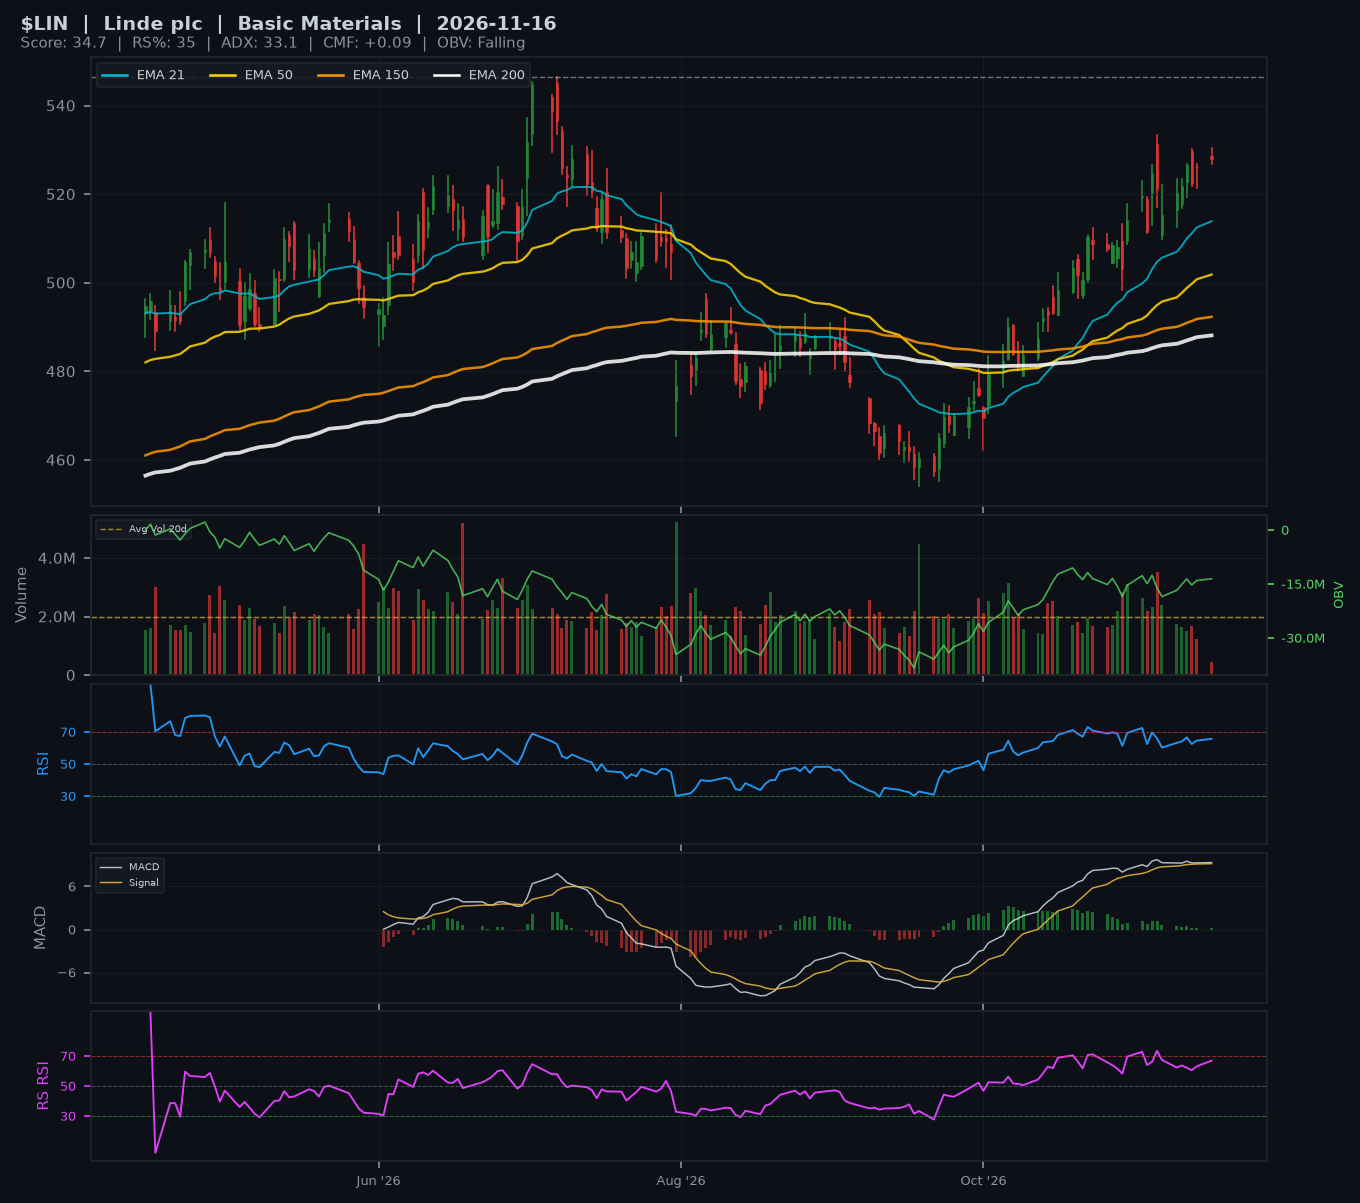 $LIN | Linde plc | Basic Materials | 2026-11-16
Score: 34.7 | RS%: 35 | ADX: 33.1 | CMF: +0.09 | OBV: Falling
EMA 21 EMA 50 EMA 150 EMA 200
540
520
500
480
460
Avg Vol 20d
Volume
4.0M
2.0M
0
0
-15.0M
-30.0M
OBV
RSI
70
50
30
MACD
Signal
MACD
6
0
−6
RS RSI
70
50
30
Jun '26 Aug '26 Oct '26